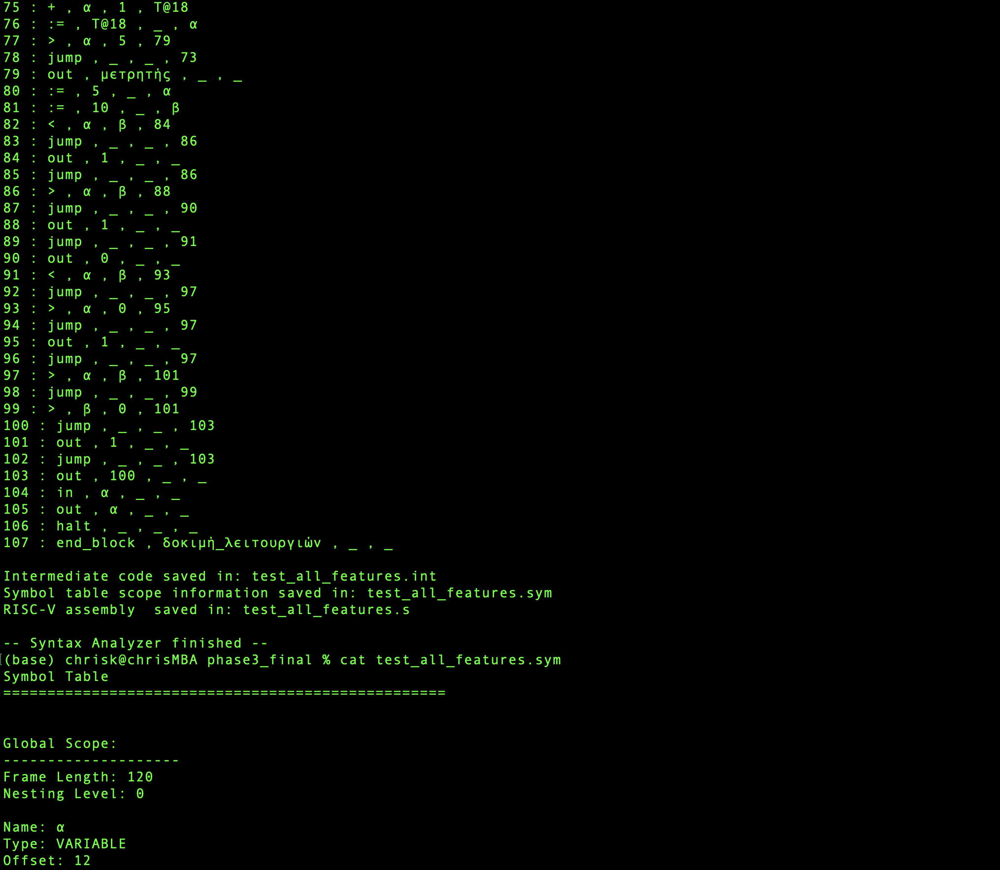 75 : + , α , 1 , T@18
76 : := , T@18 , _ , α
77 : > , α , 5 , 79
78 : jump , _ , _ , 73
79 : out , μετρητής , _ , _
80 : := , 5 , _ , α
81 : := , 10 , _ , β
82 : < , α , β , 84
83 : jump , _ , _ , 86
84 : out , 1 , _ , _
85 : jump , _ , _ , 86
86 : > , α , β , 88
87 : jump , _ , _ , 90
88 : out , 1 , _ , _
89 : jump , _ , _ , 91
90 : out , 0 , _ , _
91 : < , α , β , 93
92 : jump , _ , _ , 97
93 : > , α , 0 , 95
94 : jump , _ , _ , 97
95 : out , 1 , _ , _
96 : jump , _ , _ , 97
97 : > , α , β , 101
98 : jump , _ , _ , 99
99 : > , β , 0 , 101
100 : jump , _ , _ , 103
101 : out , 1 , _ , _
102 : jump , _ , _ , 103
103 : out , 100 , _ , _
104 : in , α , _ , _
105 : out , α , _ , _
106 : halt , _ , _ , _
107 : end_block , δοκιμή_λειτουργιών , _ , _
Intermediate code saved in: test_all_features.int
Symbol table scope information saved in: test_all_features.sym
RISC-V assembly  saved in: test_all_features.s
-- Syntax Analyzer finished --
(base) chrisk@chrisMBA phase3_final % cat test_all_features.sym
Symbol Table
==================================================
Global Scope:
--------------------
Frame Length: 120
Nesting Level: 0
Name: α
Type: VARIABLE
Offset: 12